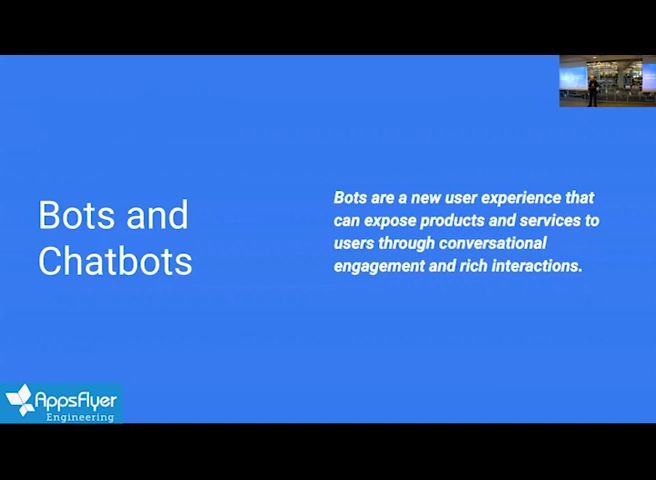 Bots and
Chatbots
Bots are a new user experience that
can expose products and services to
users through conversational
engagement and rich interactions.
AppsFlyer
Engineering